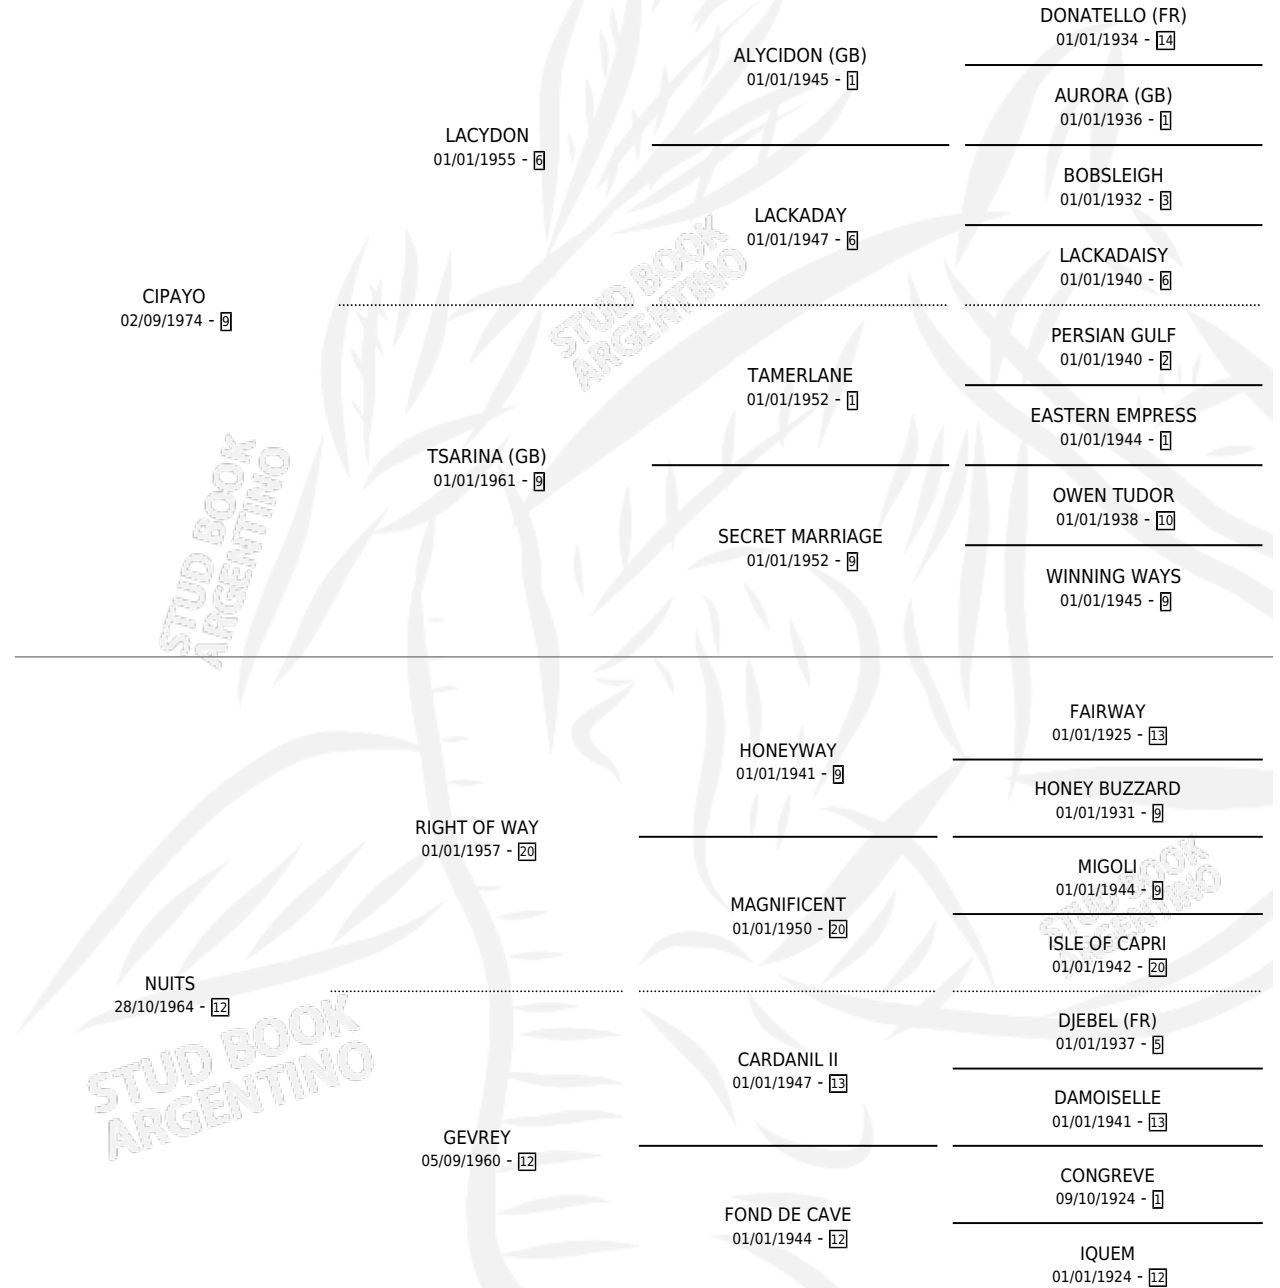 DONATELLO (FR)
01/01/1934 - 14
ALYCIDON (GB)
01/01/1945 - 1
AURORA (GB)
01/01/1936 - 1
LACYDON
01/01/1955 - 6
BOBSLEIGH
01/01/1932 - 3
LACKADAY
01/01/1947 - 6
LACKADAISY
01/01/1940 - 6
CIPAYO
02/09/1974 - 9
PERSIAN GULF
01/01/1940 - 2
TAMERLANE
01/01/1952 - 1
EASTERN EMPRESS
01/01/1944 - 1
TSARINA (GB)
01/01/1961 - 9
OWEN TUDOR
01/01/1938 - 10
SECRET MARRIAGE
01/01/1952 - 9
WINNING WAYS
01/01/1945 - 9
FAIRWAY
01/01/1925 - 13
HONEYWAY
01/01/1941 - 9
HONEY BUZZARD
01/01/1931 - 9
RIGHT OF WAY
01/01/1957 - 20
MIGOLI
01/01/1944 - 9
MAGNIFICENT
01/01/1950 - 20
ISLE OF CAPRI
01/01/1942 - 20
NUITS
28/10/1964 - 12
DJEBEL (FR)
01/01/1937 - 5
CARDANIL II
01/01/1947 - 13
DAMOISELLE
01/01/1941 - 13
GEVREY
05/09/1960 - 12
CONGREVE
09/10/1924 - 1
FOND DE CAVE
01/01/1944 - 12
IQUEM
01/01/1924 - 12
STUD BOOK
ARGENTINO
STUD BOOK
ARGENTINO
STUD BOOK
ARGENTINO
STUD BOOK
ARGENTINO